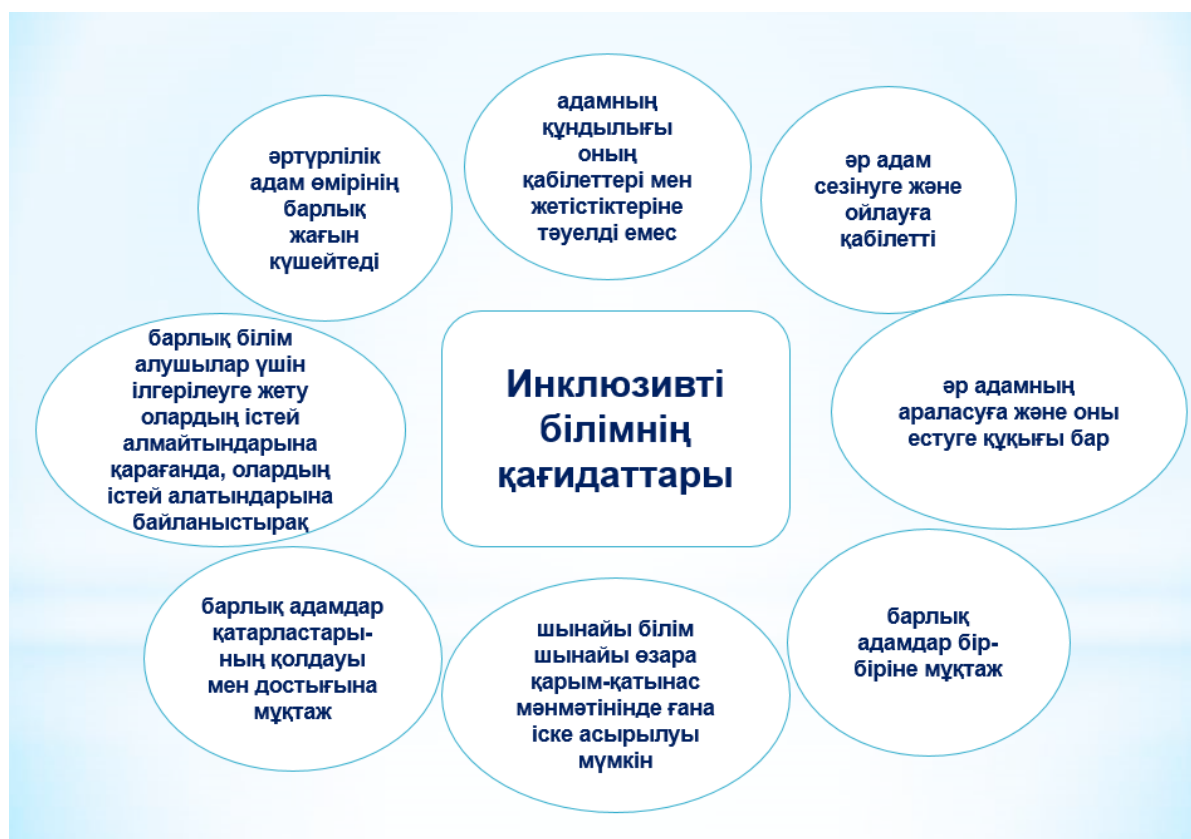 адамның
құндылығы
оның
қабілеттері мен
жетістіктеріне
тәуелді емес
әр адам
сезінуге және
ойлауға
қабілетті
әр адамның
араласуға және оны
естуге құқығы бар
барлық
адамдар бір-
біріне мұқтаж
шынайы білім
шынайы өзара
қарым-қатынас
мәнмәтінінде ғана
іске асырылуы
мүмкін
барлық адамдар
қатарластары-
ның қолдауы
мен достығына
мұқтаж
барлық білім
алушылар үшін
ілгерілеуге жету
олардың істей
алмайтындарына
қарағанда, олардың
істей алатындарына
байланыстырақ
әртүрлілік
адам өмірінің
барлық
жағын
күшейтеді
Инклюзивті
білімнің
қағидаттары